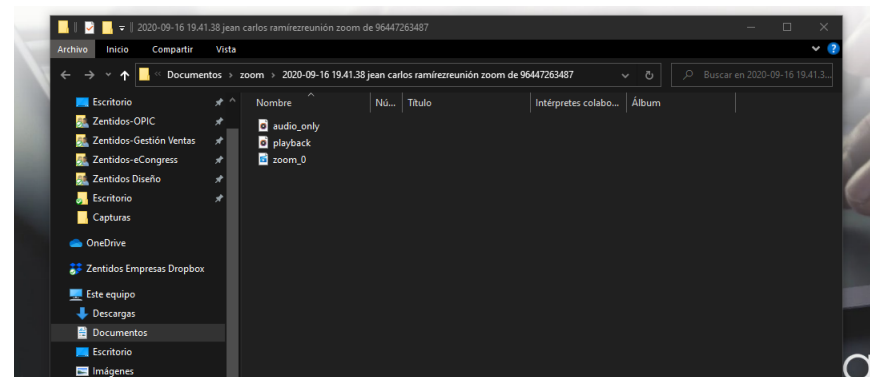 2020-09-16 19.41.38 jean carlos ramírezreunión zoom de 96447263487
Archivo Inicio Compartir Vista
« Documentos › zoom › 2020-09-16 19.41.38 jean carlos ramírezreunión zoom de 96447263487 Buscar en 2020-09-16 19.41.3...
Nombre Nú... Título Intérpretes colabo... Álbum
audio_only
playback
zoom_0
Escritorio
Zentidos-OPIC
Zentidos-Gestión Ventas
Zentidos-eCongress
Zentidos Diseño
Escritorio
Capturas
OneDrive
Zentidos Empresas Dropbox
Este equipo
Descargas
Documentos
Escritorio
Imágenes